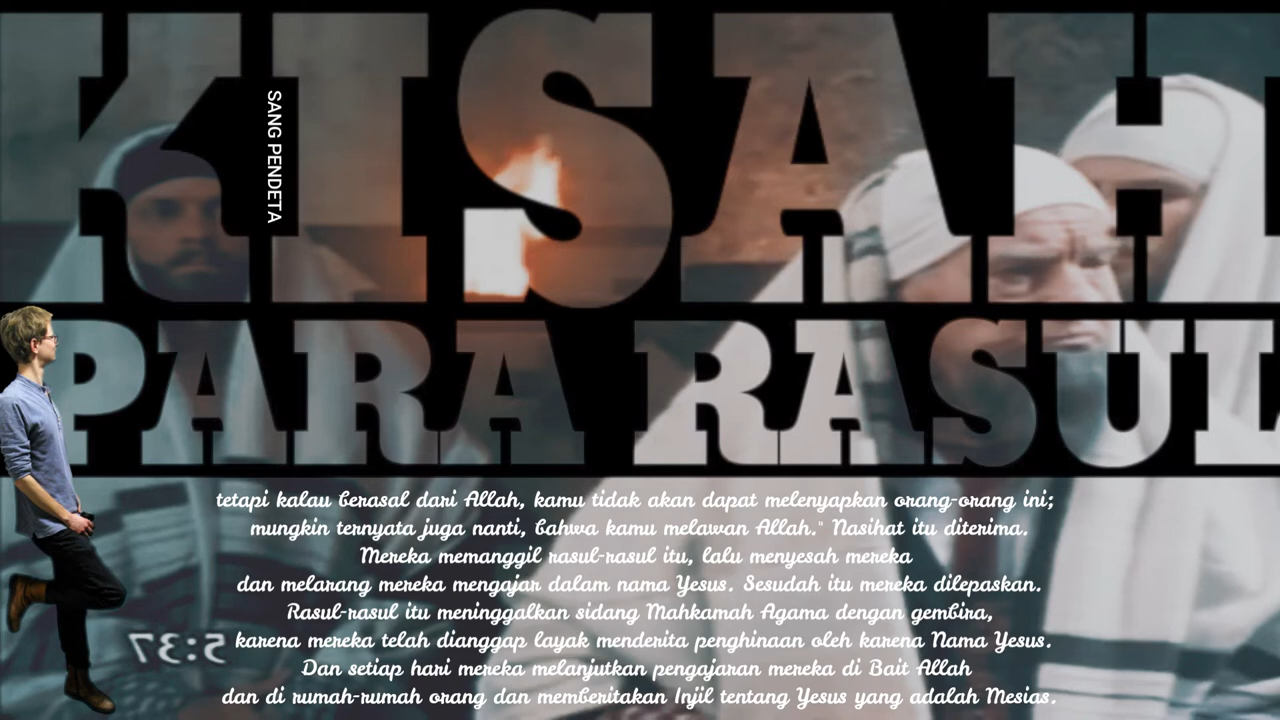 KISAH
SANG PENDETA
PARA RASUL
tetapi kalau berasal dari Allah, kamu tidak akan dapat melenyapkan orang-orang ini;
mungkin ternyata juga nanti, bahwa kamu melawan Allah." Nasihat itu diterima.
Mereka memanggil rasul-rasul itu, lalu menyesah mereka
dan melarang mereka mengajar dalam nama Yesus. Sesudah itu mereka dilepaskan.
Rasul-rasul itu meninggalkan sidang Mahkamah Agama dengan gembira,
karena mereka telah dianggap layak menderita penghinaan oleh karena Nama Yesus.
5:37
Dan setiap hari mereka melanjutkan pengajaran mereka di Bait Allah
dan di rumah-rumah orang dan memberitakan Injil tentang Yesus yang adalah Mesias.